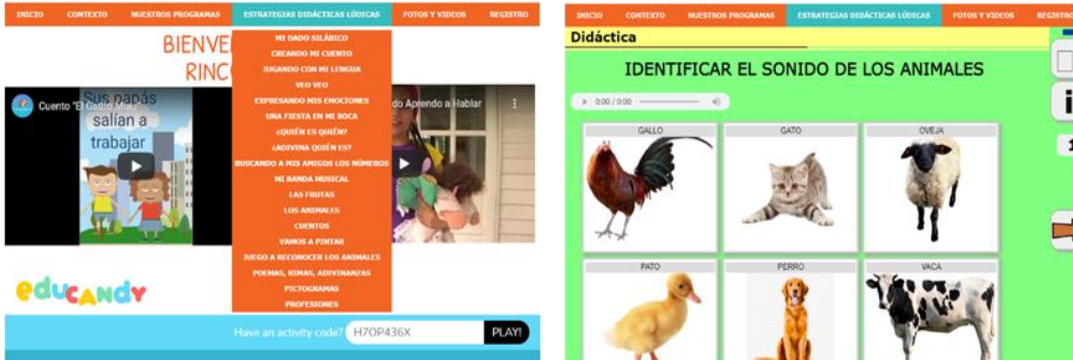 INICIO CONTEXTO NUESTROS PROGRAMAS ESTRATEGIAS DIDÁCTICAS LÚDICAS FOTOS Y VIDEOS REGISTRO
BIENVE
RINC
MI DADO SILÁBICO
CREANDO MI CUENTO
JUGANDO CON MI LENGUA
VEO VEO
EXPRESANDO MIS EMOCIONES
UNA FIESTA EN MI BOCA
¿QUIÉN ES QUIÉN?
¿ADIVINA QUIÉN ES?
BUSCANDO A MIS AMIGOS LOS NÚMEROS
MI BANDA MUSICAL
LAS FRUTAS
LOS ANIMALES
CUENTOS
VAMOS A PINTAR
JUEGO A RECONOCER LOS ANIMALES
POEMAS, RIMAS, ADIVINANZAS
PICTOGRAMAS
PROFESIONES
Cuento "El Gatito Miau"
Sus papás
salían a
trabajar
do Aprendo a Hablar
eDUCANDY
Have an activity code? H7OP436X PLAY!
INICIO CONTEXTO NUESTROS PROGRAMAS ESTRATEGIAS DIDÁCTICAS LÚDICAS FOTOS Y VIDEOS REGISTRO
Didáctica
IDENTIFICAR EL SONIDO DE LOS ANIMALES
0:00 / 0:00
GALLO GATO OVEJA
PATO PERRO VACA